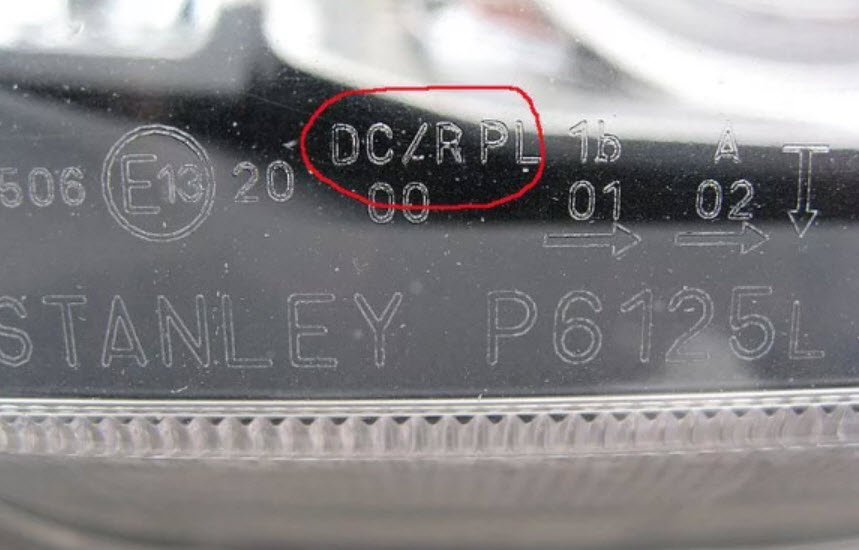 506 E13 20 DC/R PL 1b A
00 01 02
STANLEY P6125L